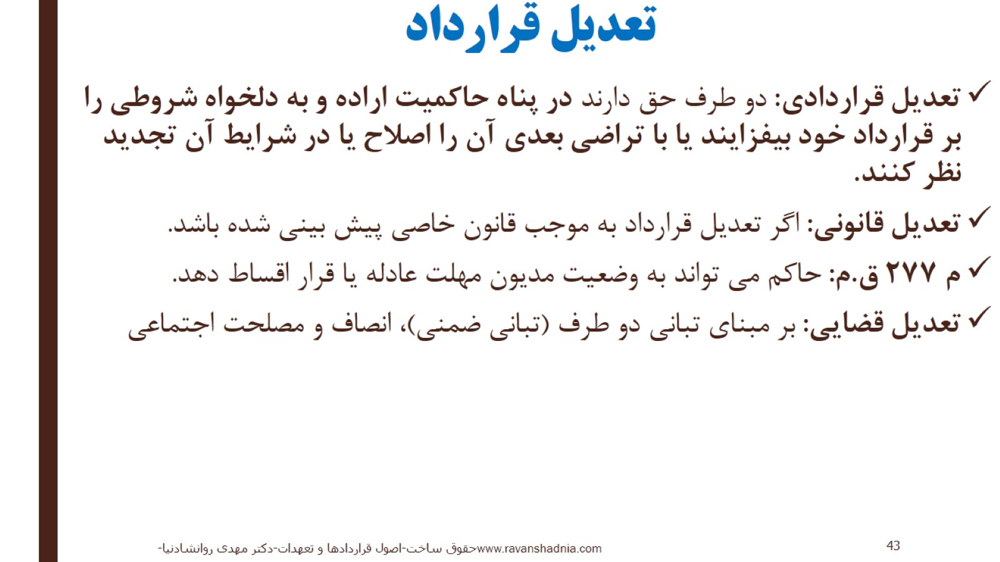 تعدیل قرارداد
✓ تعدیل قراردادی: دو طرف حق دارند در پناه حاکمیت اراده و به دلخواه شروطی را
بر قرارداد خود بیفزایند یا با تراضی بعدی آن را اصلاح یا در شرایط آن تجدید
نظر کنند.
✓ تعدیل قانونی: اگر تعدیل قرارداد به موجب قانون خاصی پیش بینی شده باشد.
✓ م ۲۷۷ ق.م: حاکم می تواند به وضعیت مدیون مهلت عادله یا قرار اقساط دهد.
✓ تعدیل قضایی: بر مبنای تبانی دو طرف (تبانی ضمنی)، انصاف و مصلحت اجتماعی
www.ravanshadnia.comحقوق ساخت-اصول قراردادها و تعهدات-دکتر مهدی روانشادنیا-
43